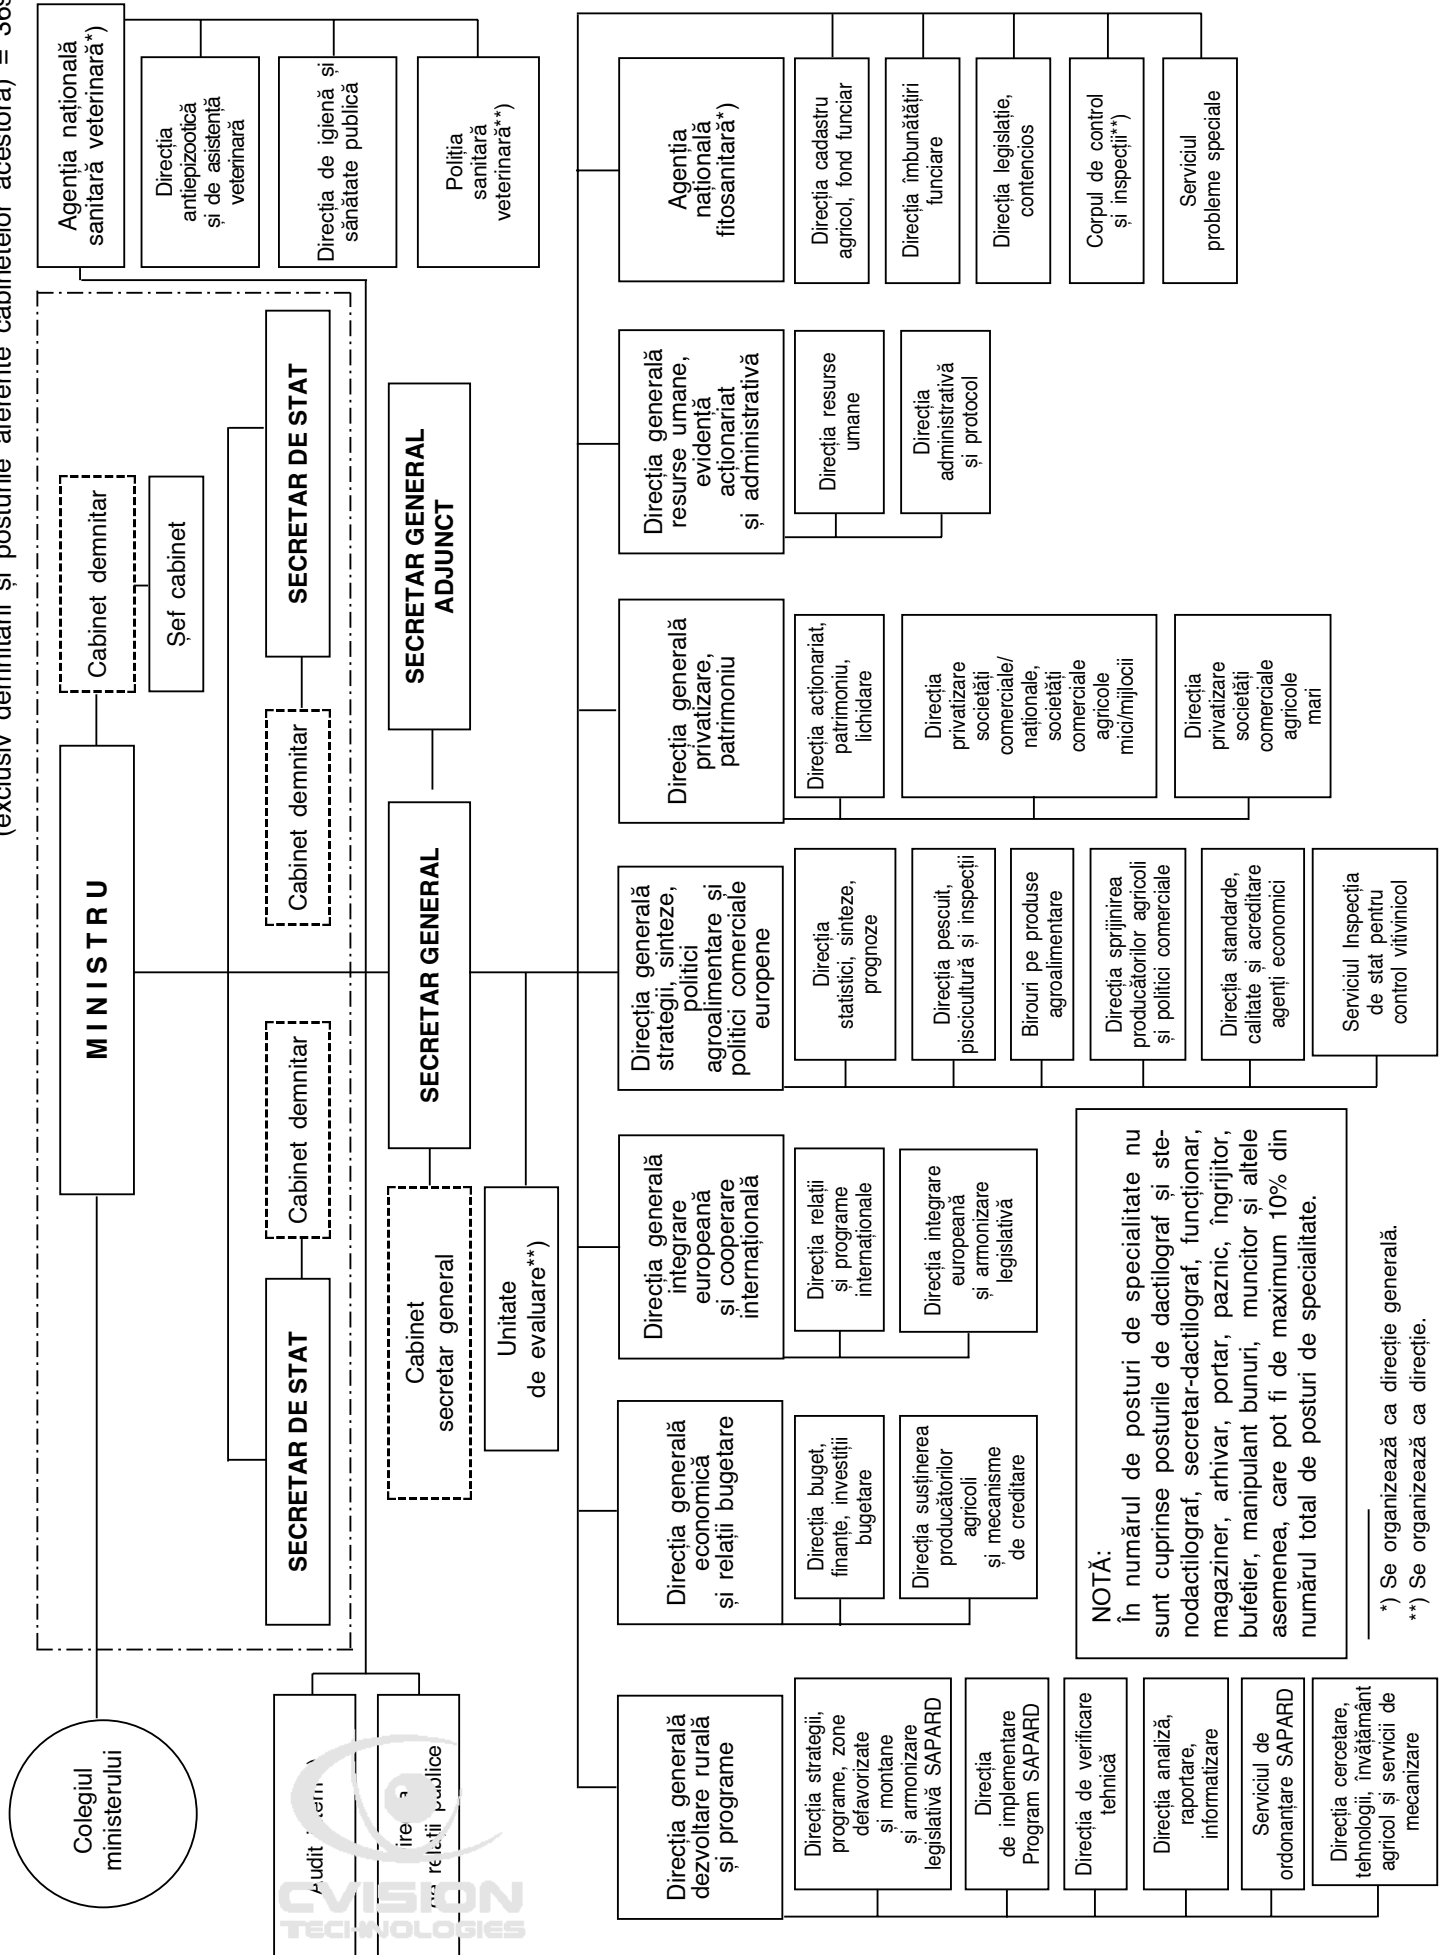 (exclusiv demnitarii și posturile aferente cabinetelor acestora) = 369
Colegiul
ministerului
MINISTRU
Cabinet demnitar
Șef cabinet
SECRETAR DE STAT
Cabinet demnitar
Cabinet demnitar
SECRETAR DE STAT
Agenția națională
sanitară veterinară*)
Direcția
antiepizootică
și de asistență
veterinară
Direcția de igienă și
sănătate publică
Poliția
sanitară
veterinară**)
Audit
de relații publice
Cabinet
secretar general
SECRETAR GENERAL
SECRETAR GENERAL
ADJUNCT
Unitate
de evaluare**)
Direcția generală
dezvoltare rurală
și programe
Direcția strategii,
programe, zone
defavorizate
și montane
și armonizare
legislativă SAPARD
Direcția
de implementare
Program SAPARD
Direcția de verificare
tehnică
Direcția analiză,
raportare,
informatizare
Serviciul de
ordonanțare SAPARD
Direcția cercetare,
tehnologii, învățământ
agricol și servicii de
mecanizare
Direcția generală
economică
și relații bugetare
Direcția buget,
finanțe, investiții
bugetare
Direcția susținerea
producătorilor
agricoli
și mecanisme
de creditare
Direcția generală
integrare
europeană
și cooperare
internațională
Direcția relații
și programe
internaționale
Direcția integrare
europeană
și armonizare
legislativă
Direcția generală
strategii, sinteze,
politici
agroalimentare și
politici comerciale
europene
Direcția
statistici, sinteze,
prognoze
Direcția pescuit,
piscicultură și inspecții
Birouri pe produse
agroalimentare
Direcția sprijinirea
producătorilor agricoli
și politici comerciale
Direcția standarde,
calitate și acreditare
agenți economici
Serviciul Inspecția
de stat pentru
control vitivinicol
Direcția generală
privatizare,
patrimoniu
Direcția acționariat,
patrimoniu,
lichidare
Direcția
privatizare
societăți
comerciale/
naționale,
societăți
comerciale
agricole
mici/mijlocii
Direcția
privatizare
societăți
comerciale
agricole
mari
Direcția generală
resurse umane,
evidență
acționariat
și administrativă
Direcția resurse
umane
Direcția
administrativă
și protocol
Agenția
națională
fitosanitară*)
Direcția cadastru
agricol, fond funciar
Direcția îmbunătățiri
funciare
Direcția legislație,
contencios
Corpul de control
și inspecții**)
Serviciul
probleme speciale
NOTĂ:
În numărul de posturi de specialitate nu
sunt cuprinse posturile de dactilograf și ste-
nodactilograf, secretar-dactilograf, funcționar,
magaziner, arhivar, portar, paznic, îngrijitor,
bufetier, manipulant bunuri, muncitor și altele
asemenea, care pot fi de maximum 10% din
numărul total de posturi de specialitate.
*) Se organizează ca direcție generală.
**) Se organizează ca direcție.
CVISION
TECHNOLOGIES